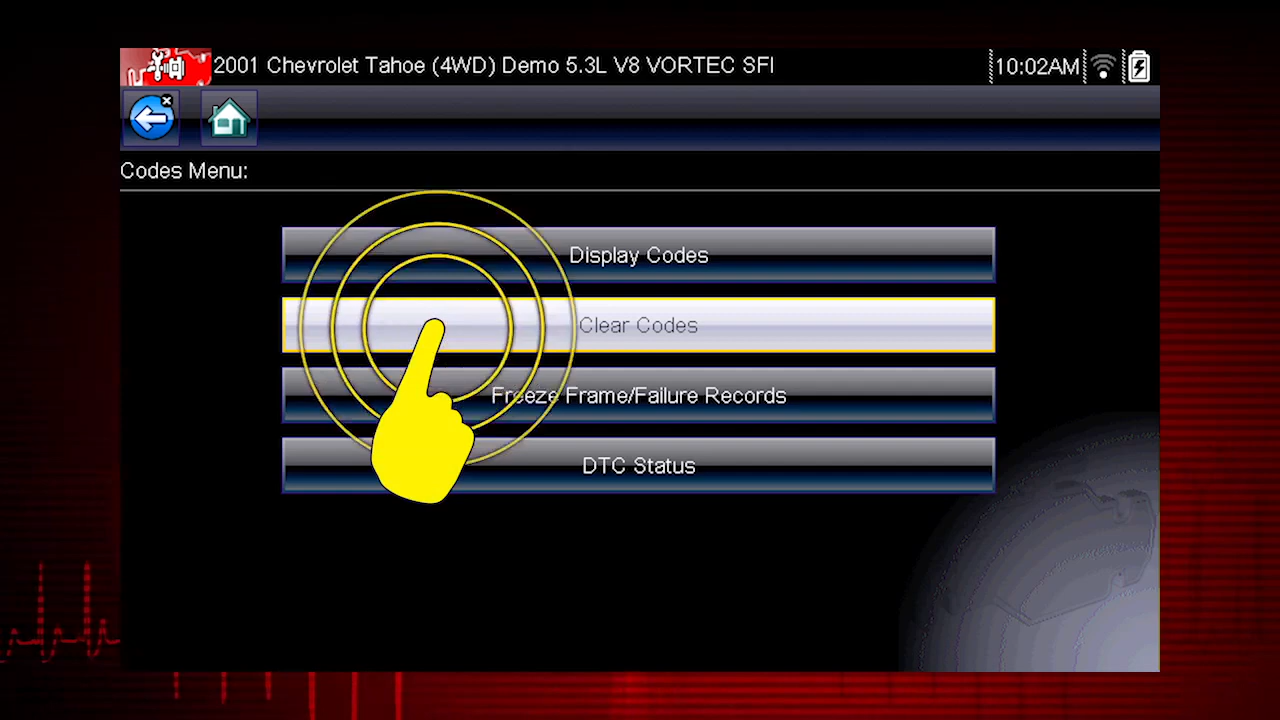 2001 Chevrolet Tahoe (4WD) Demo 5.3L V8 VORTEC SFI
10:02AM
Codes Menu:
Display Codes
Clear Codes
Freeze Frame/Failure Records
DTC Status